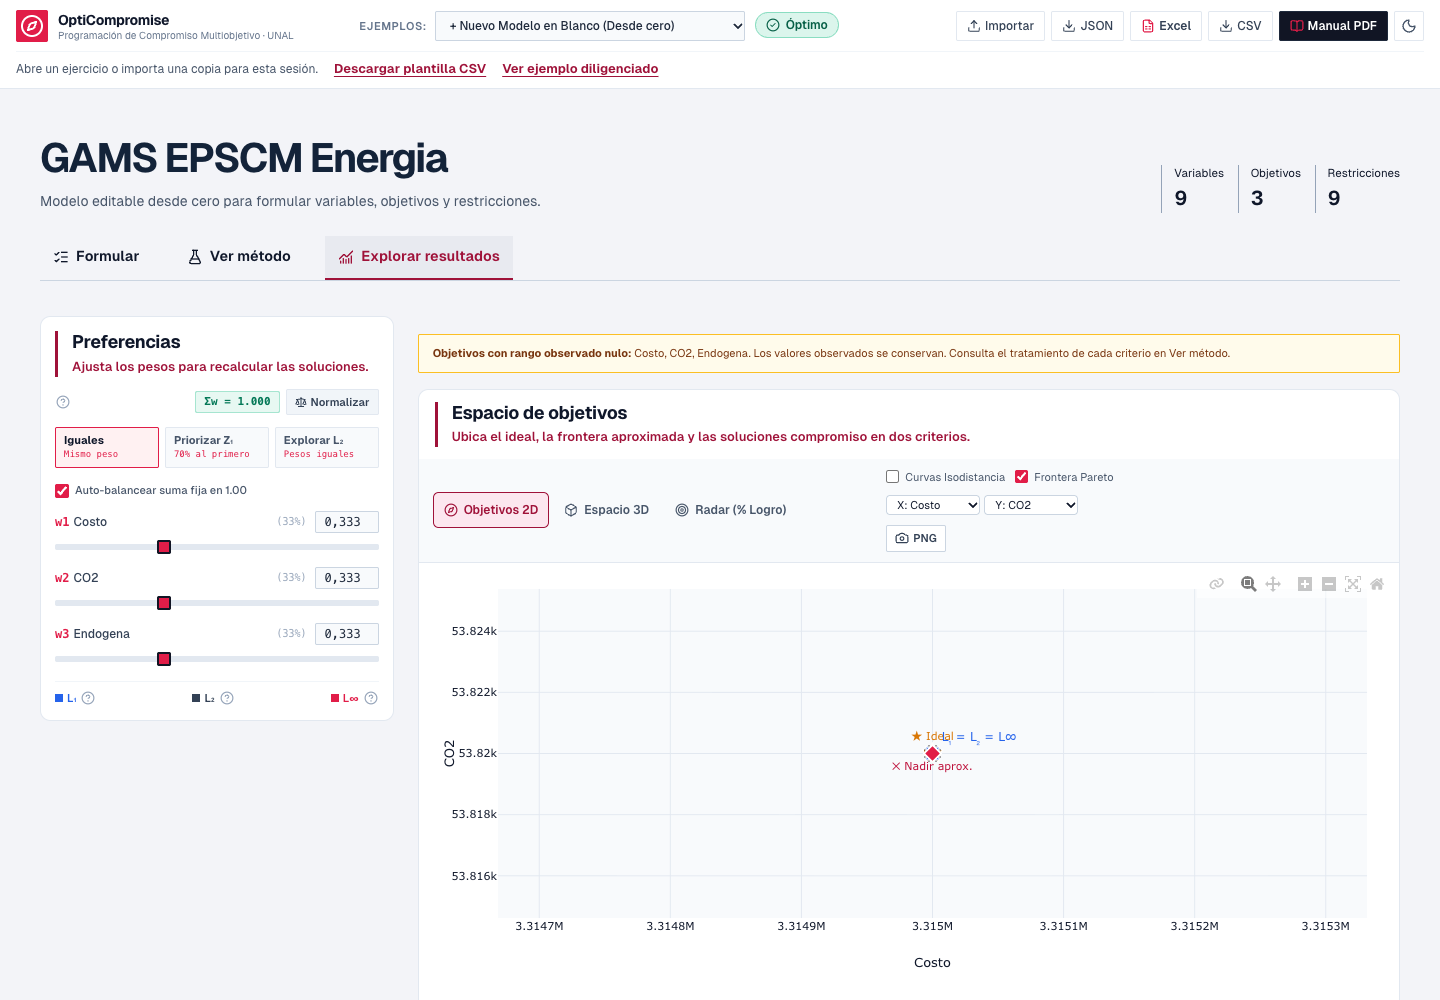 OptiCompromise
Programación de Compromiso Multiobjetivo · UNAL
EJEMPLOS:
+ Nuevo Modelo en Blanco (Desde cero)
Óptimo
Importar
JSON
Excel
CSV
Manual PDF
Abre un ejercicio o importa una copia para esta sesión.
Descargar plantilla CSV
Ver ejemplo diligenciado
GAMS EPSCM Energia
Modelo editable desde cero para formular variables, objetivos y restricciones.
Variables
9
Objetivos
3
Restricciones
9
Formular
Ver método
Explorar resultados
Preferencias
Ajusta los pesos para recalcular las soluciones.
Σw = 1.000
Normalizar
Iguales
Mismo peso
Priorizar Z₁
70% al primero
Explorar L₂
Pesos iguales
Auto-balancear suma fija en 1.00
w1 Costo (33%) 0,333
w2 CO2 (33%) 0,333
w3 Endogena (33%) 0,333
L₁
L₂
L∞
Objetivos con rango observado nulo: Costo, CO2, Endogena. Los valores observados se conservan. Consulta el tratamiento de cada criterio en Ver método.
Espacio de objetivos
Ubica el ideal, la frontera aproximada y las soluciones compromiso en dos criterios.
Objetivos 2D
Espacio 3D
Radar (% Logro)
Curvas Isodistancia
Frontera Pareto
X: Costo
Y: CO2
PNG
53.824k
53.822k
53.82k
53.818k
53.816k
CO2
★ Ideal
L₁ = L₂ = L∞
× Nadir aprox.
3.3147M
3.3148M
3.3149M
3.315M
3.3151M
3.3152M
3.3153M
Costo